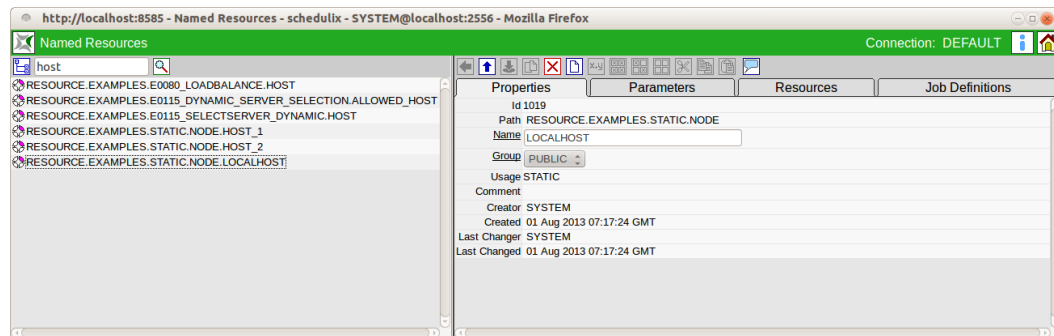 http://localhost:8585 - Named Resources - schedulix - SYSTEM@localhost:2556 - Mozilla Firefox
Named Resources
Connection: DEFAULT
host
RESOURCE.EXAMPLES.E0080_LOADBALANCE.HOST
RESOURCE.EXAMPLES.E0115_DYNAMIC_SERVER_SELECTION.ALLOWED_HOST
RESOURCE.EXAMPLES.E0115_SELECTSERVER_DYNAMIC.HOST
RESOURCE.EXAMPLES.STATIC.NODE.HOST_1
RESOURCE.EXAMPLES.STATIC.NODE.HOST_2
RESOURCE.EXAMPLES.STATIC.NODE.LOCALHOST
x.y
Properties Parameters Resources Job Definitions
Id 1019
Path RESOURCE.EXAMPLES.STATIC.NODE
Name LOCALHOST
Group PUBLIC
Usage STATIC
Comment
Creator SYSTEM
Created 01 Aug 2013 07:17:24 GMT
Last Changer SYSTEM
Last Changed 01 Aug 2013 07:17:24 GMT